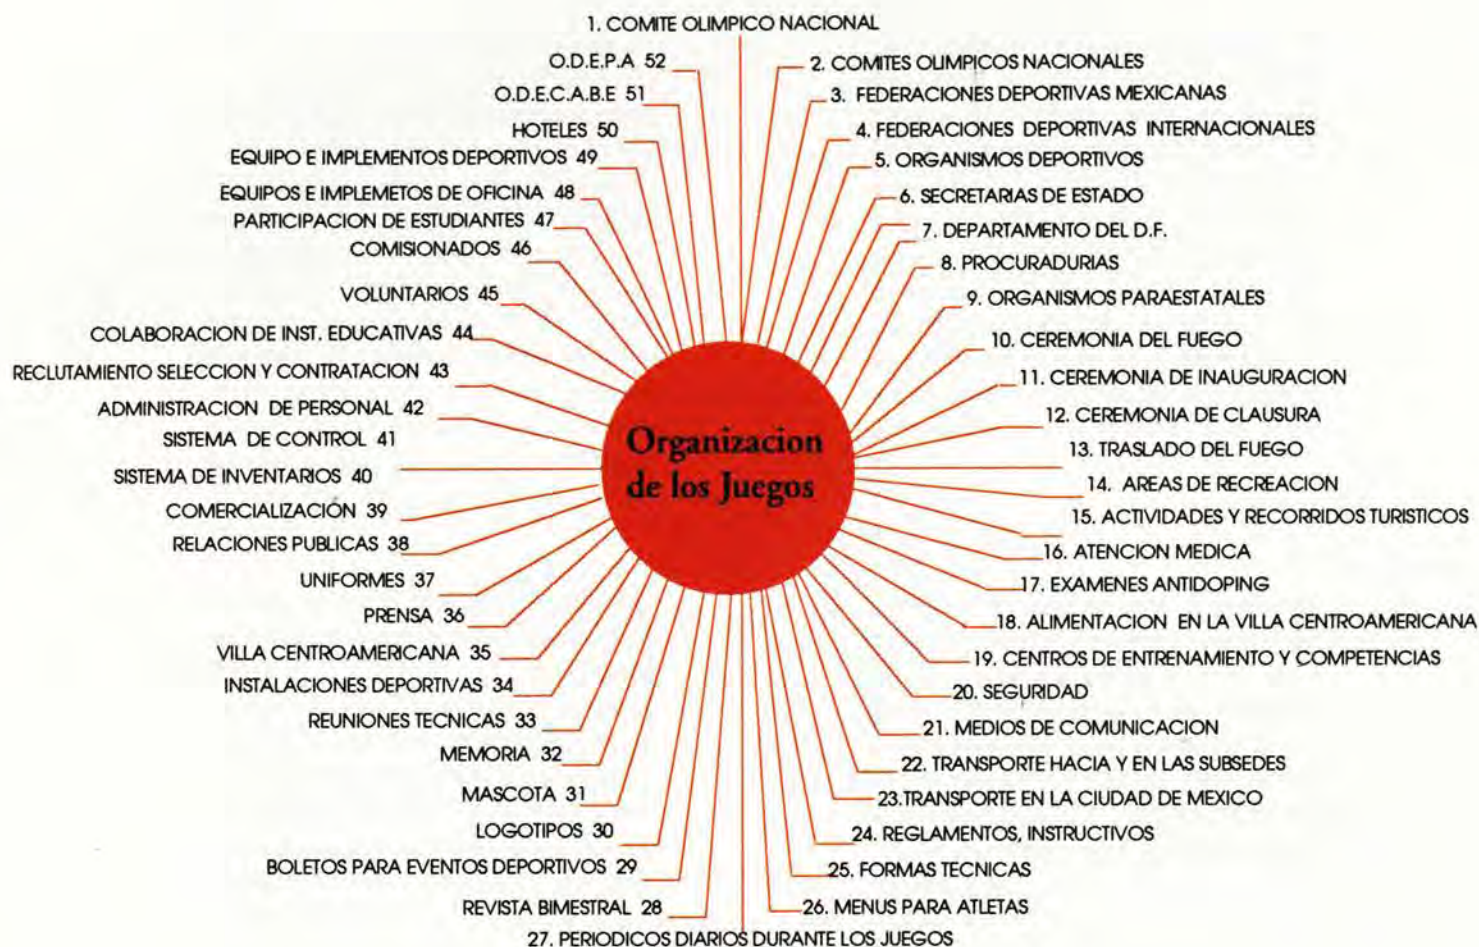 1. COMITE OLIMPICO NACIONAL
2. COMITES OLIMPICOS NACIONALES
3. FEDERACIONES DEPORTIVAS MEXICANAS
4. FEDERACIONES DEPORTIVAS INTERNACIONALES
5. ORGANISMOS DEPORTIVOS
6. SECRETARIAS DE ESTADO
7. DEPARTAMENTO DEL D.F.
8. PROCURADURIAS
9. ORGANISMOS PARAESTATALES
10. CEREMONIA DEL FUEGO
11. CEREMONIA DE INAUGURACION
12. CEREMONIA DE CLAUSURA
13. TRASLADO DEL FUEGO
14. AREAS DE RECREACION
15. ACTIVIDADES Y RECORRIDOS TURISTICOS
16. ATENCION MEDICA
17. EXAMENES ANTIDOPING
18. ALIMENTACION EN LA VILLA CENTROAMERICANA
19. CENTROS DE ENTRENAMIENTO Y COMPETENCIAS
20. SEGURIDAD
21. MEDIOS DE COMUNICACION
22. TRANSPORTE HACIA Y EN LAS SUBSEDES
23.TRANSPORTE EN LA CIUDAD DE MEXICO
24. REGLAMENTOS, INSTRUCTIVOS
25. FORMAS TECNICAS
26. MENUS PARA ATLETAS
27. PERIODICOS DIARIOS DURANTE LOS JUEGOS
REVISTA BIMESTRAL 28
BOLETOS PARA EVENTOS DEPORTIVOS 29
LOGOTIPOS 30
MASCOTA 31
MEMORIA 32
REUNIONES TECNICAS 33
INSTALACIONES DEPORTIVAS 34
VILLA CENTROAMERICANA 35
PRENSA 36
UNIFORMES 37
RELACIONES PUBLICAS 38
COMERCIALIZACIÓN 39
SISTEMA DE INVENTARIOS 40
SISTEMA DE CONTROL 41
ADMINISTRACION DE PERSONAL 42
RECLUTAMIENTO SELECCION Y CONTRATACION 43
COLABORACION DE INST. EDUCATIVAS 44
VOLUNTARIOS 45
COMISIONADOS 46
PARTICIPACION DE ESTUDIANTES 47
EQUIPOS E IMPLEMETOS DE OFICINA 48
EQUIPO E IMPLEMENTOS DEPORTIVOS 49
HOTELES 50
O.D.E.C.A.B.E 51
O.D.E.P.A 52
Organizacion
de los Juegos